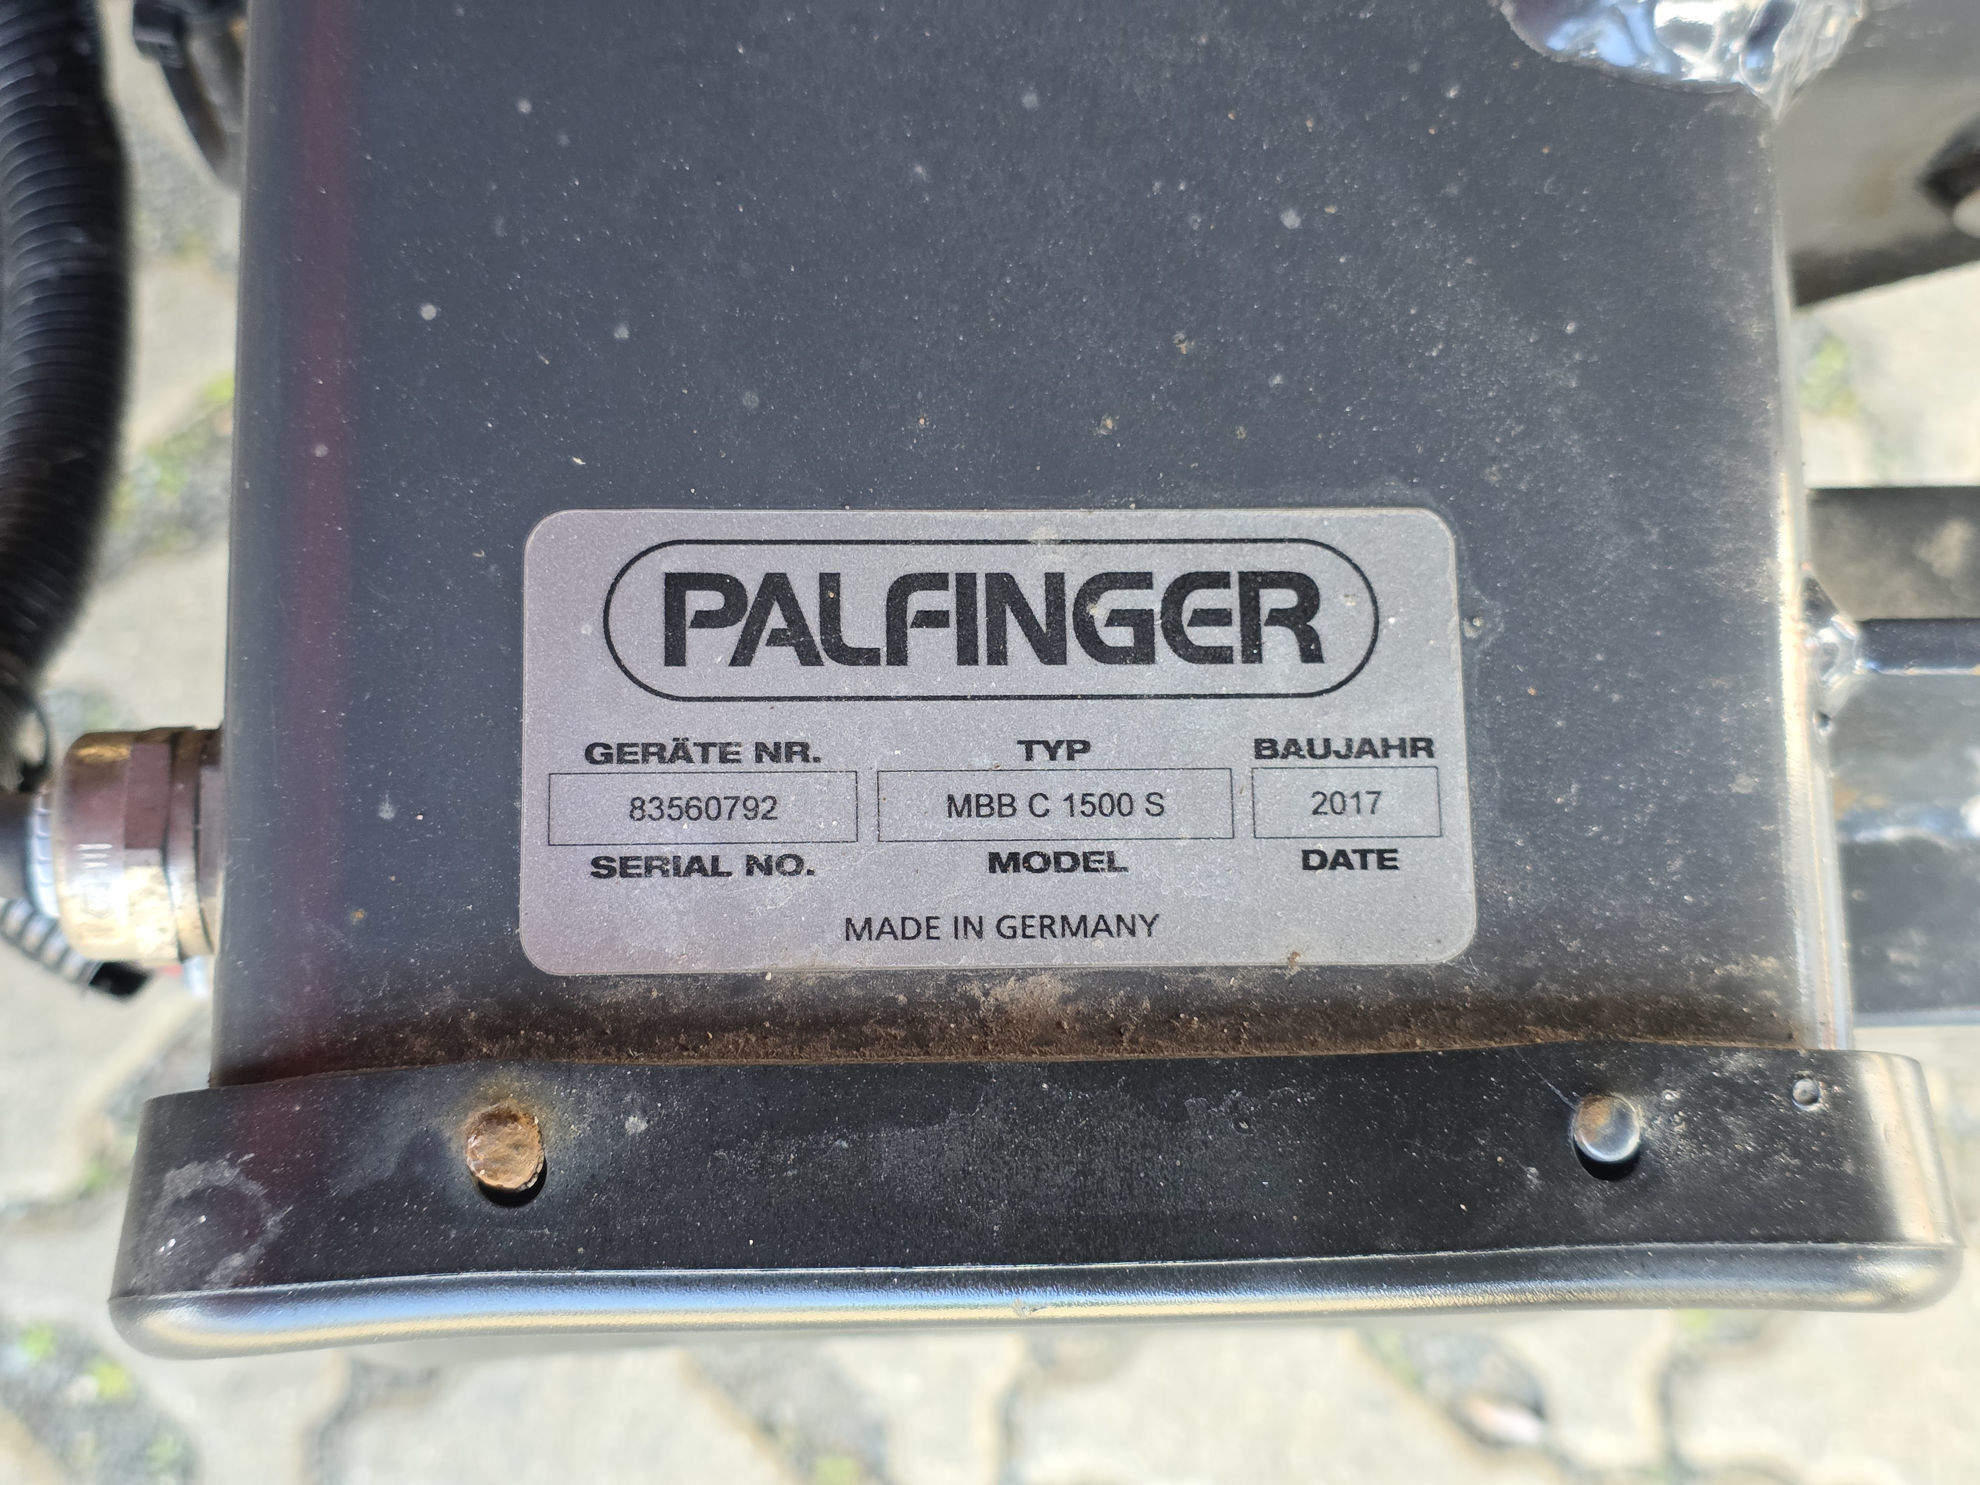 PALFINGER
GERÄTE NR. TYP BAUJAHR
83560792 MBB C 1500 S 2017
SERIAL NO. MODEL DATE
MADE IN GERMANY